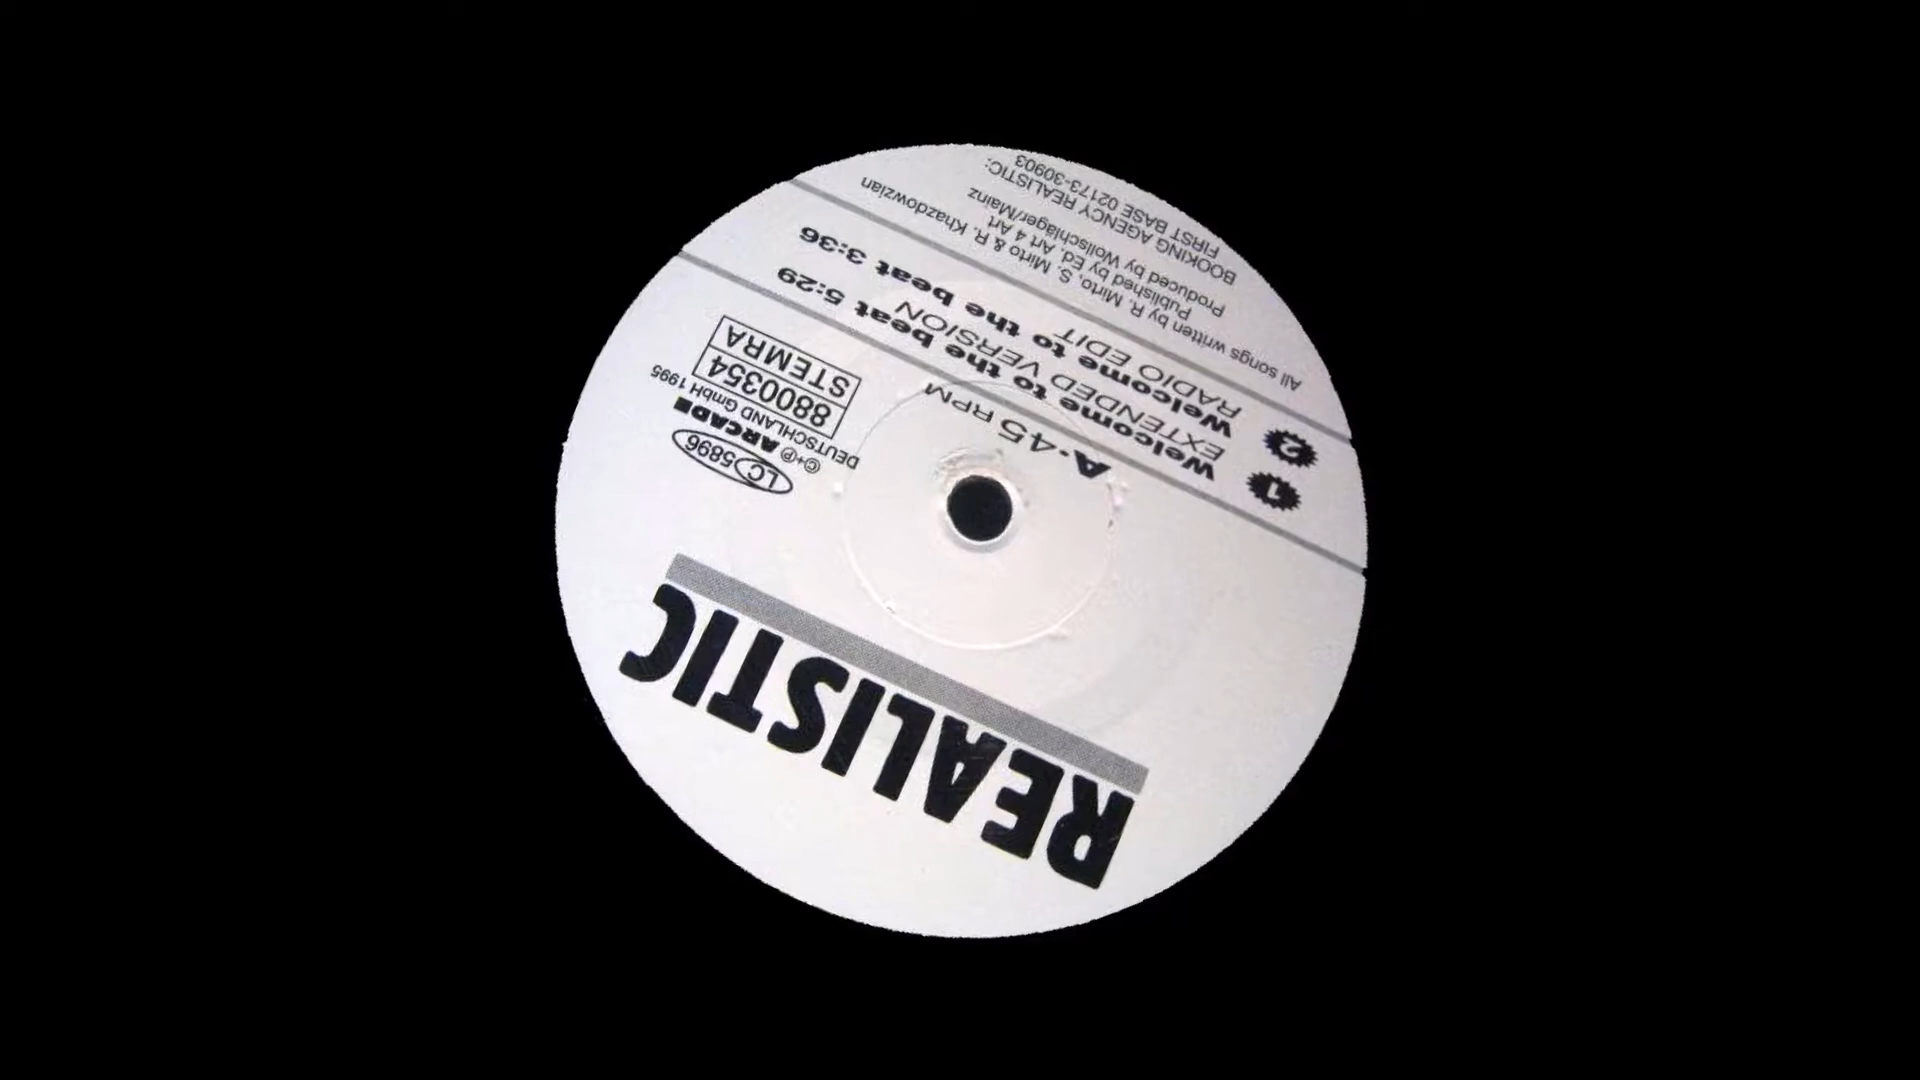 REALISTIC
LC 5896
©+℗ ARCADE
DEUTSCHLAND GmbH 1995
8800354
STEMRA
A·45 RPM
1 Welcome to the beat 5:29
EXTENDED VERSION
2 Welcome to the beat 3:36
RADIO EDIT
All songs written by R. Mirto, S. Mirto & R. Khazdowzian
Published by Ed. Art 4 Art
Produced by Wollschläger/Mainz
BOOKING AGENCY REALISTIC:
FIRST BASE 02173-30903